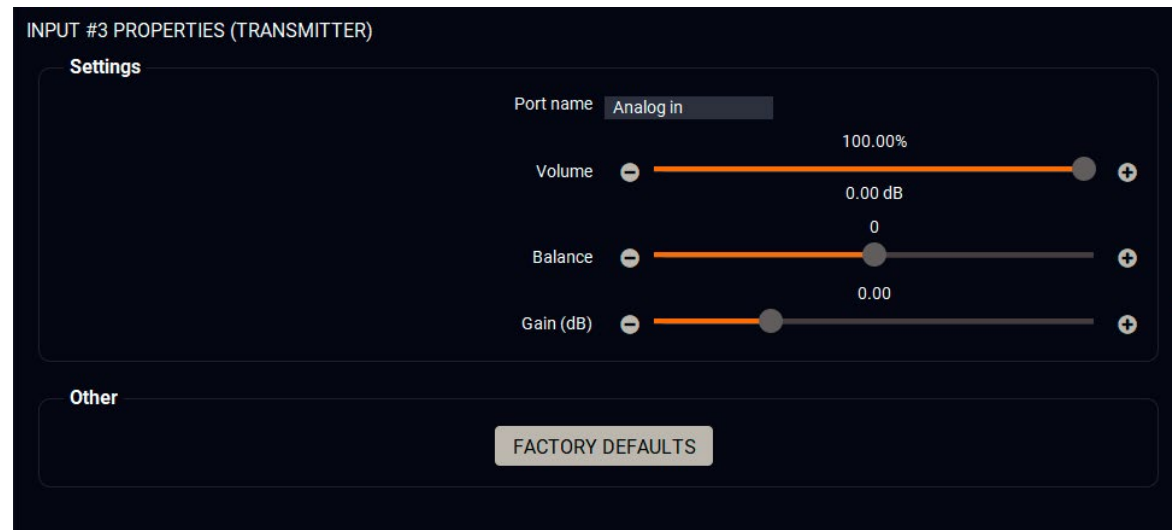 INPUT #3 PROPERTIES (TRANSMITTER)
Settings
Port name Analog in
100.00%
Volume
0.00 dB
0
Balance
0.00
Gain (dB)
Other
FACTORY DEFAULTS